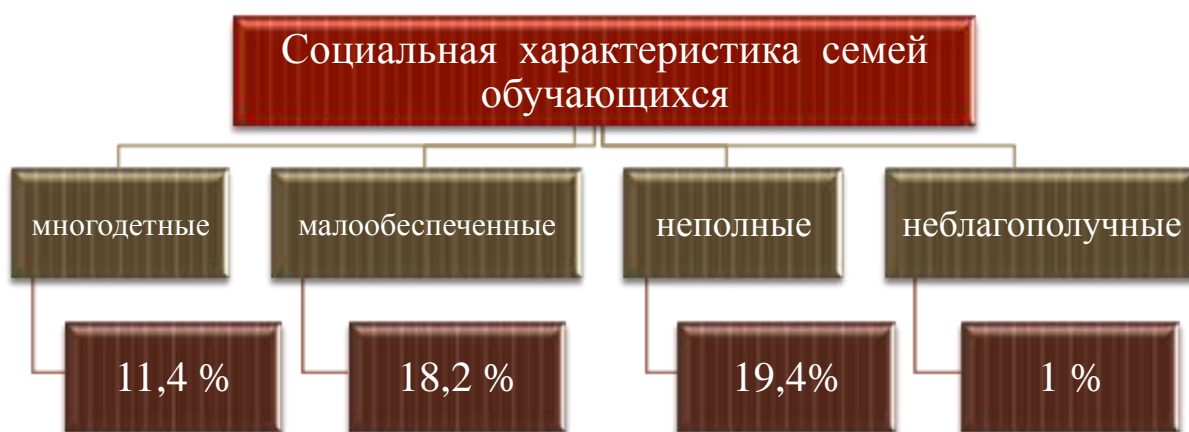 Социальная характеристика семей
обучающихся
многодетные
малообеспеченные
неполные
неблагополучные
11,4 %
18,2 %
19,4%
1 %